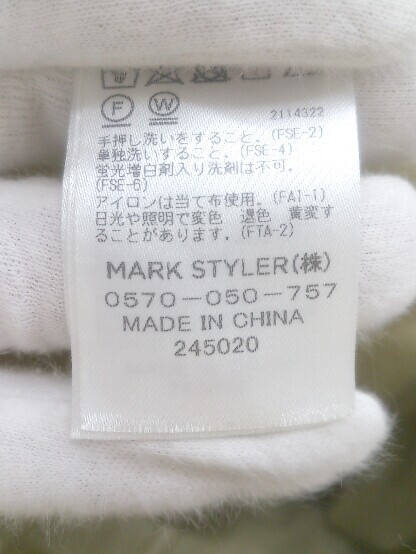 F W
2114322
手押し洗いをすること。(FSE-2)
単独洗いすること。(FSE-4)
蛍光増白剤入り洗剤は不可。
(FSE-6)
アイロンは当て布使用。(FAI-1)
日光や照明で変色 退色 黄変す
ることがあります。(FTA-2)
MARK STYLER(株)
0570-050-757
MADE IN CHINA
245020